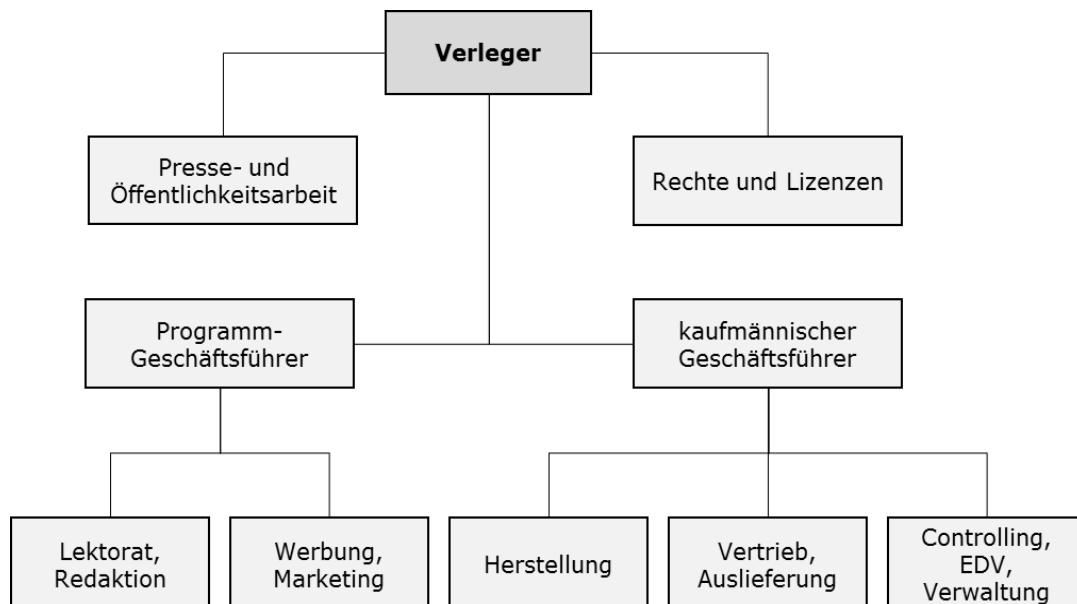 Verleger
Presse- und
Öffentlichkeitsarbeit
Rechte und Lizenzen
Programm-
Geschäftsführer
kaufmännischer
Geschäftsführer
Lektorat,
Redaktion
Werbung,
Marketing
Herstellung
Vertrieb,
Auslieferung
Controlling,
EDV,
Verwaltung